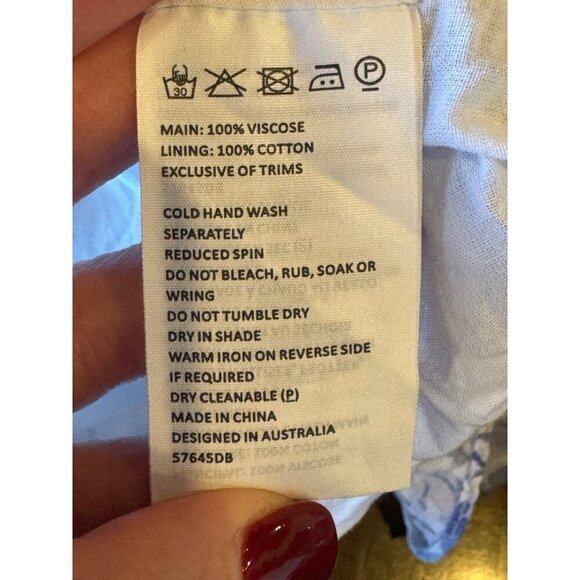 30 P
MAIN: 100% VISCOSE
LINING: 100% COTTON
EXCLUSIVE OF TRIMS
COLD HAND WASH
SEPARATELY
REDUCED SPIN
DO NOT BLEACH, RUB, SOAK OR
WRING
DO NOT TUMBLE DRY
DRY IN SHADE
WARM IRON ON REVERSE SIDE
IF REQUIRED
DRY CLEANABLE (P)
MADE IN CHINA
DESIGNED IN AUSTRALIA
57645DB